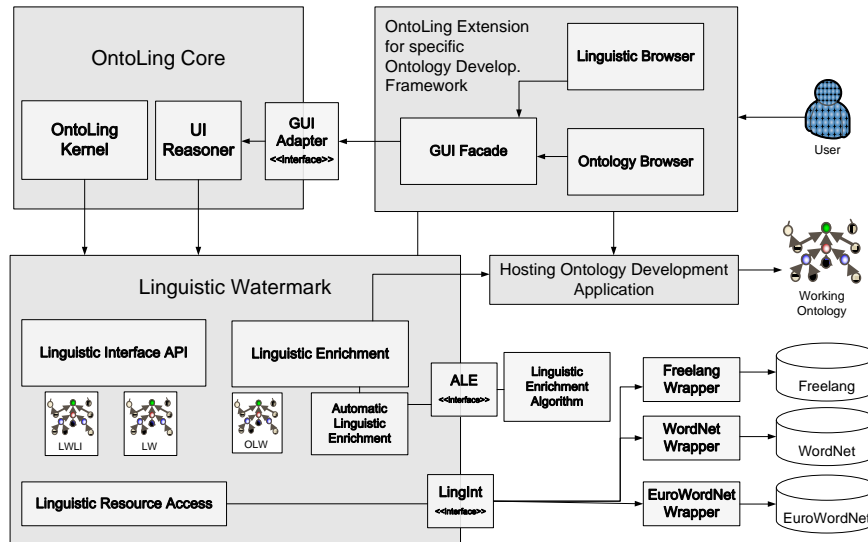 OntoLing Core
OntoLing
Kernel
UI
Reasoner
GUI
Adapter
<<Interface>>
OntoLing Extension
for specific
Ontology Develop.
Framework
Linguistic Browser
GUI Facade
Ontology Browser
User
Linguistic Watermark
Hosting Ontology Development
Application
Working
Ontology
Linguistic Interface API
Linguistic Enrichment
LWLI
LW
OLW
Automatic
Linguistic
Enrichment
ALE
<<Interface>>
Linguistic
Enrichment
Algorithm
Freelang
Wrapper
Freelang
WordNet
Wrapper
WordNet
Linguistic Resource Access
LingInt
<<Interface>>
EuroWordNet
Wrapper
EuroWordNet